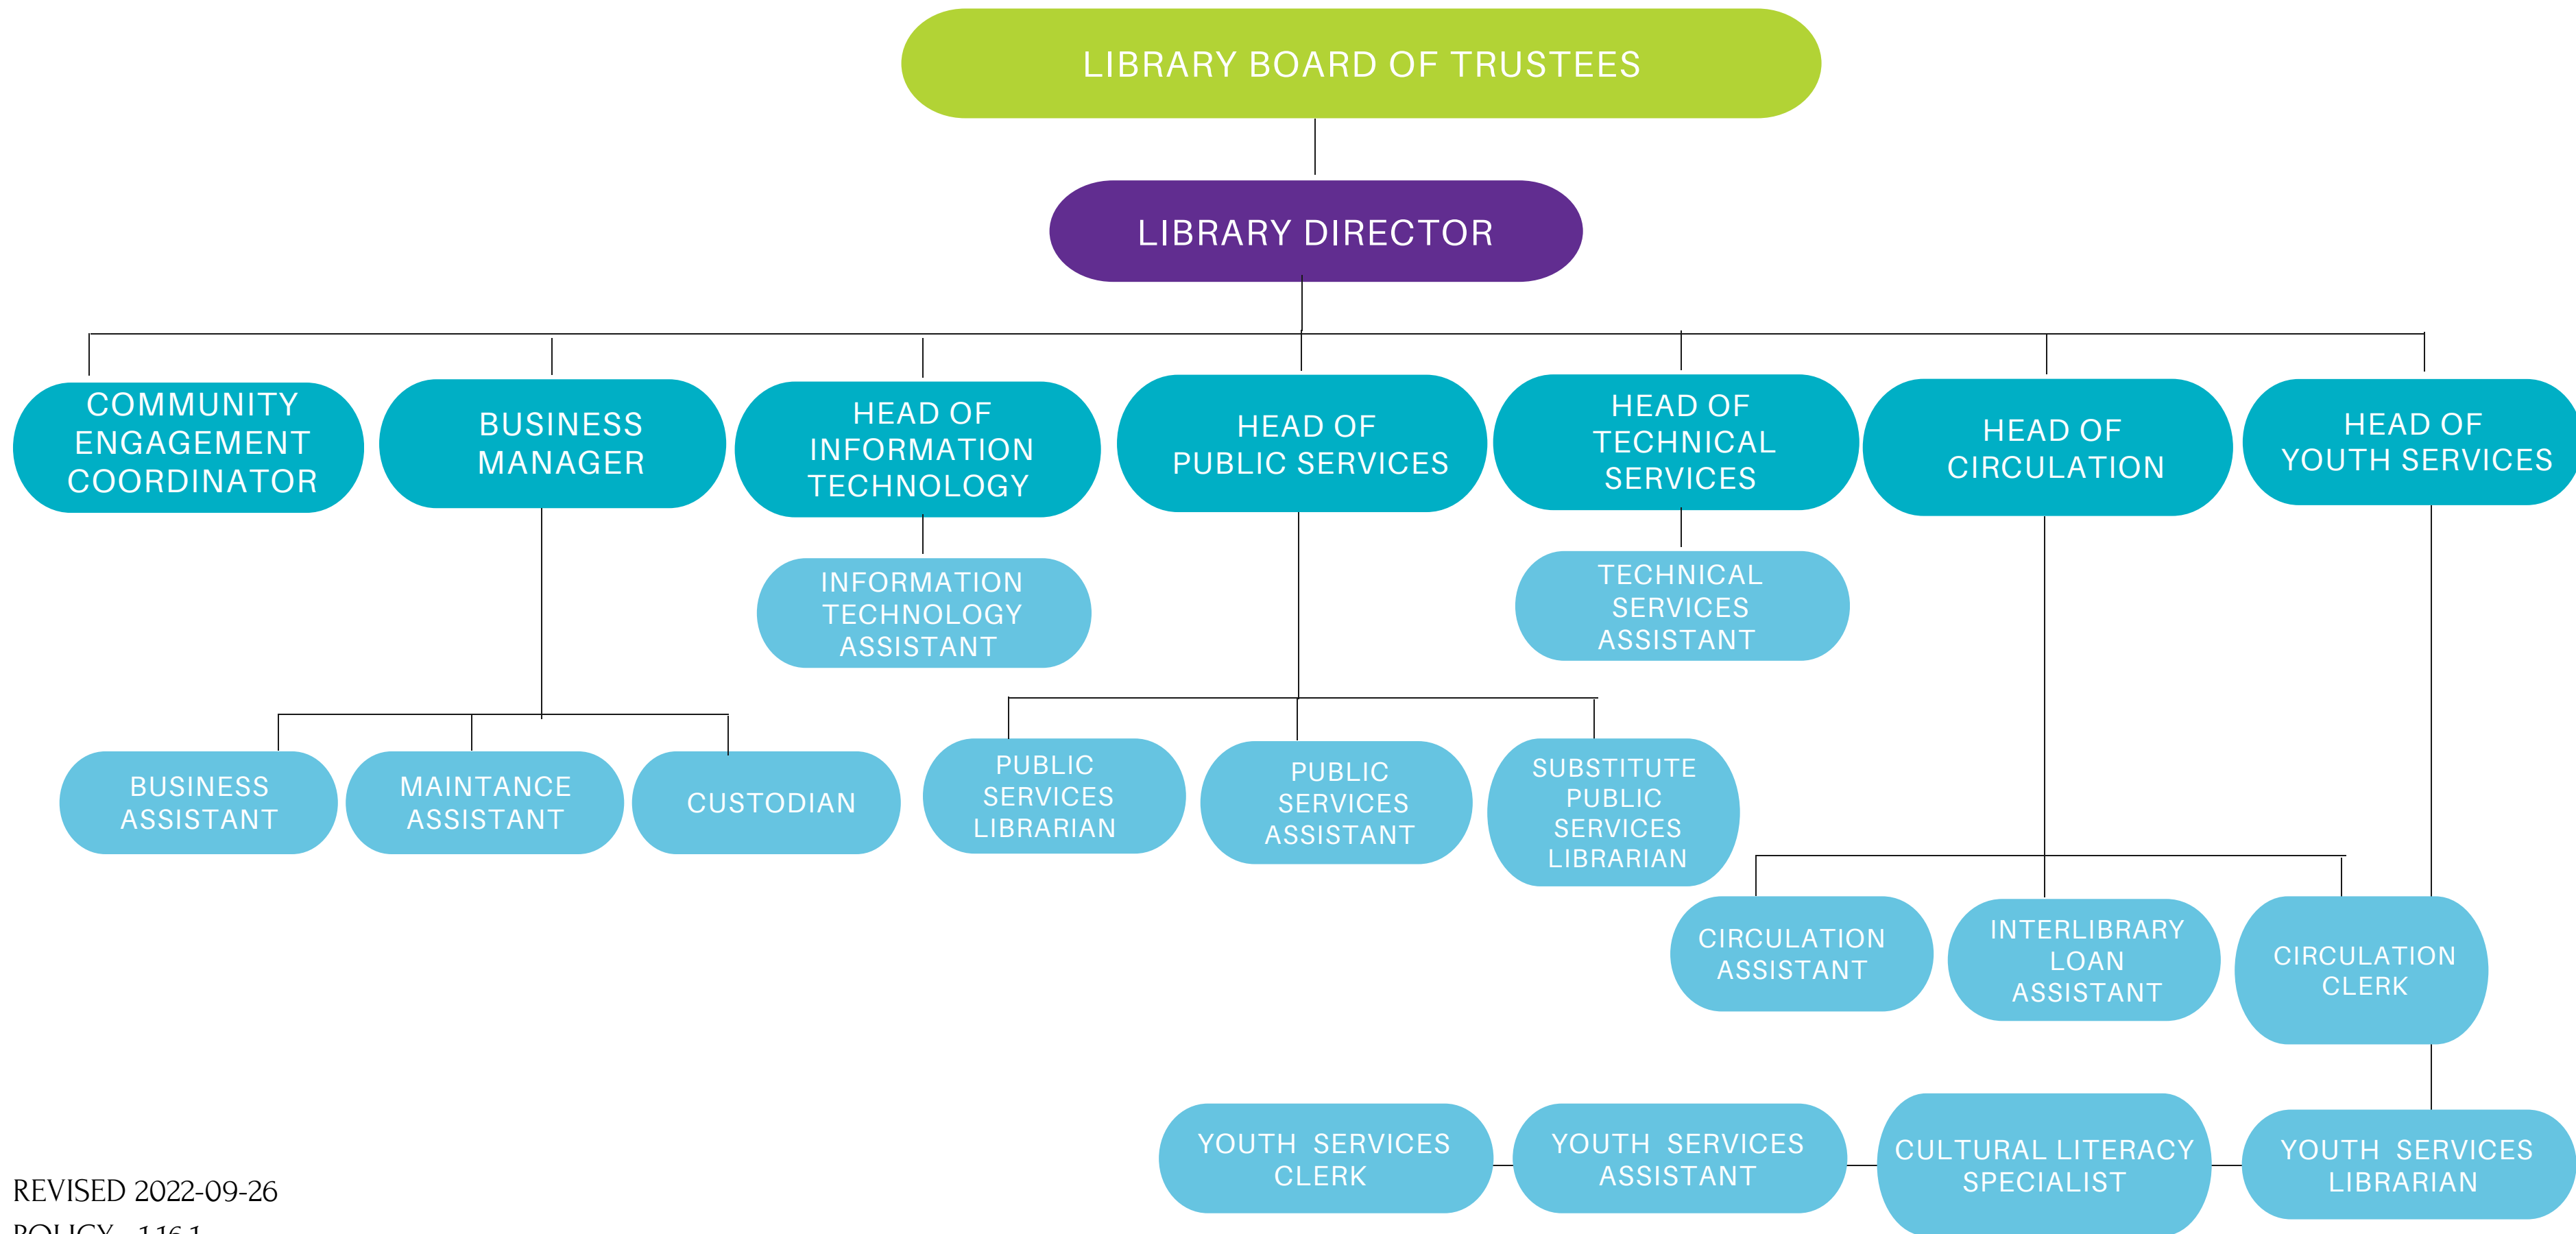 LIBRARY BOARD OF TRUSTEES
LIBRARY DIRECTOR
COMMUNITY
ENGAGEMENT
COORDINATOR
BUSINESS
MANAGER
HEAD OF
INFORMATION
TECHNOLOGY
HEAD OF
PUBLIC SERVICES
HEAD OF
TECHNICAL
SERVICES
HEAD OF
CIRCULATION
HEAD OF
YOUTH SERVICES
INFORMATION
TECHNOLOGY
ASSISTANT
TECHNICAL
SERVICES
ASSISTANT
BUSINESS
ASSISTANT
MAINTANCE
ASSISTANT
CUSTODIAN
PUBLIC
SERVICES
LIBRARIAN
PUBLIC
SERVICES
ASSISTANT
SUBSTITUTE
PUBLIC
SERVICES
LIBRARIAN
CIRCULATION
ASSISTANT
INTERLIBRARY
LOAN
ASSISTANT
CIRCULATION
CLERK
YOUTH SERVICES
CLERK
YOUTH SERVICES
ASSISTANT
CULTURAL LITERACY
SPECIALIST
YOUTH SERVICES
LIBRARIAN
REVISED 2022-09-26
POLICY